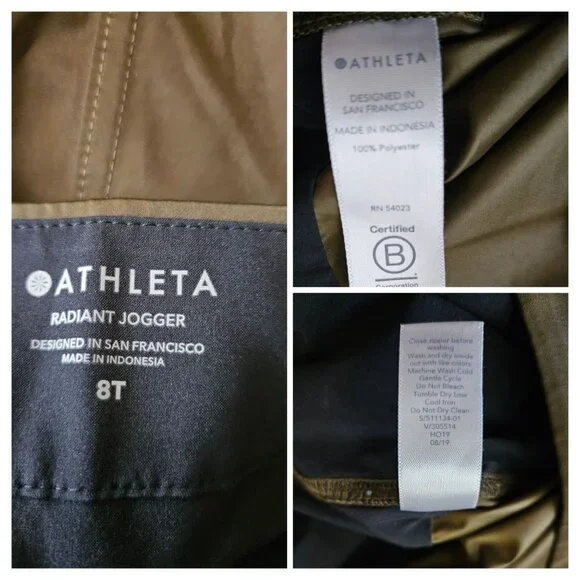 ATHLETA
RADIANT JOGGER
DESIGNED IN SAN FRANCISCO
MADE IN INDONESIA
8T
ATHLETA
DESIGNED IN
SAN FRANCISCO
MADE IN INDONESIA
100% Polyester
RN 54023
Certified
B
Corporation
Close zipper before
washing
Wash and dry inside
out with like colors
Machine Wash Cold
Gentle Cycle
Do Not Bleach
Tumble Dry Low
Cool Iron
Do Not Dry Clean
S/511134-01
V/305514
HO19
08/19